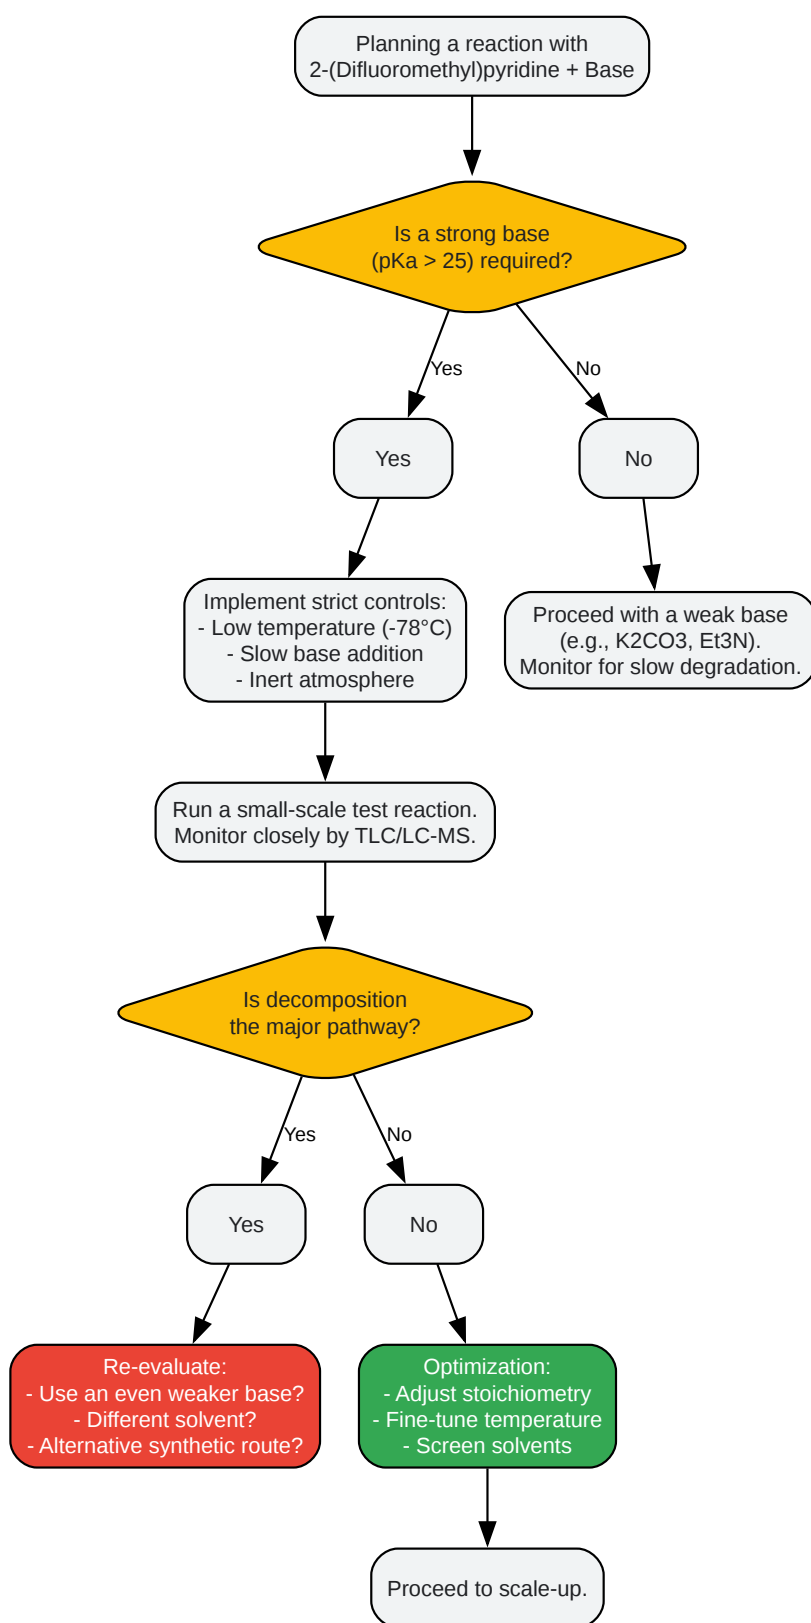 Planning a reaction with
2-(Difluoromethyl)pyridine + Base
Is a strong base
(pKa > 25) required?
Yes
No
Yes
No
Implement strict controls:
- Low temperature (-78°C)
- Slow base addition
- Inert atmosphere
Proceed with a weak base
(e.g., K2CO3, Et3N).
Monitor for slow degradation.
Run a small-scale test reaction.
Monitor closely by TLC/LC-MS.
Is decomposition
the major pathway?
Yes
No
Yes
No
Re-evaluate:
- Use an even weaker base?
- Different solvent?
- Alternative synthetic route?
Optimization:
- Adjust stoichiometry
- Fine-tune temperature
- Screen solvents
Proceed to scale-up.